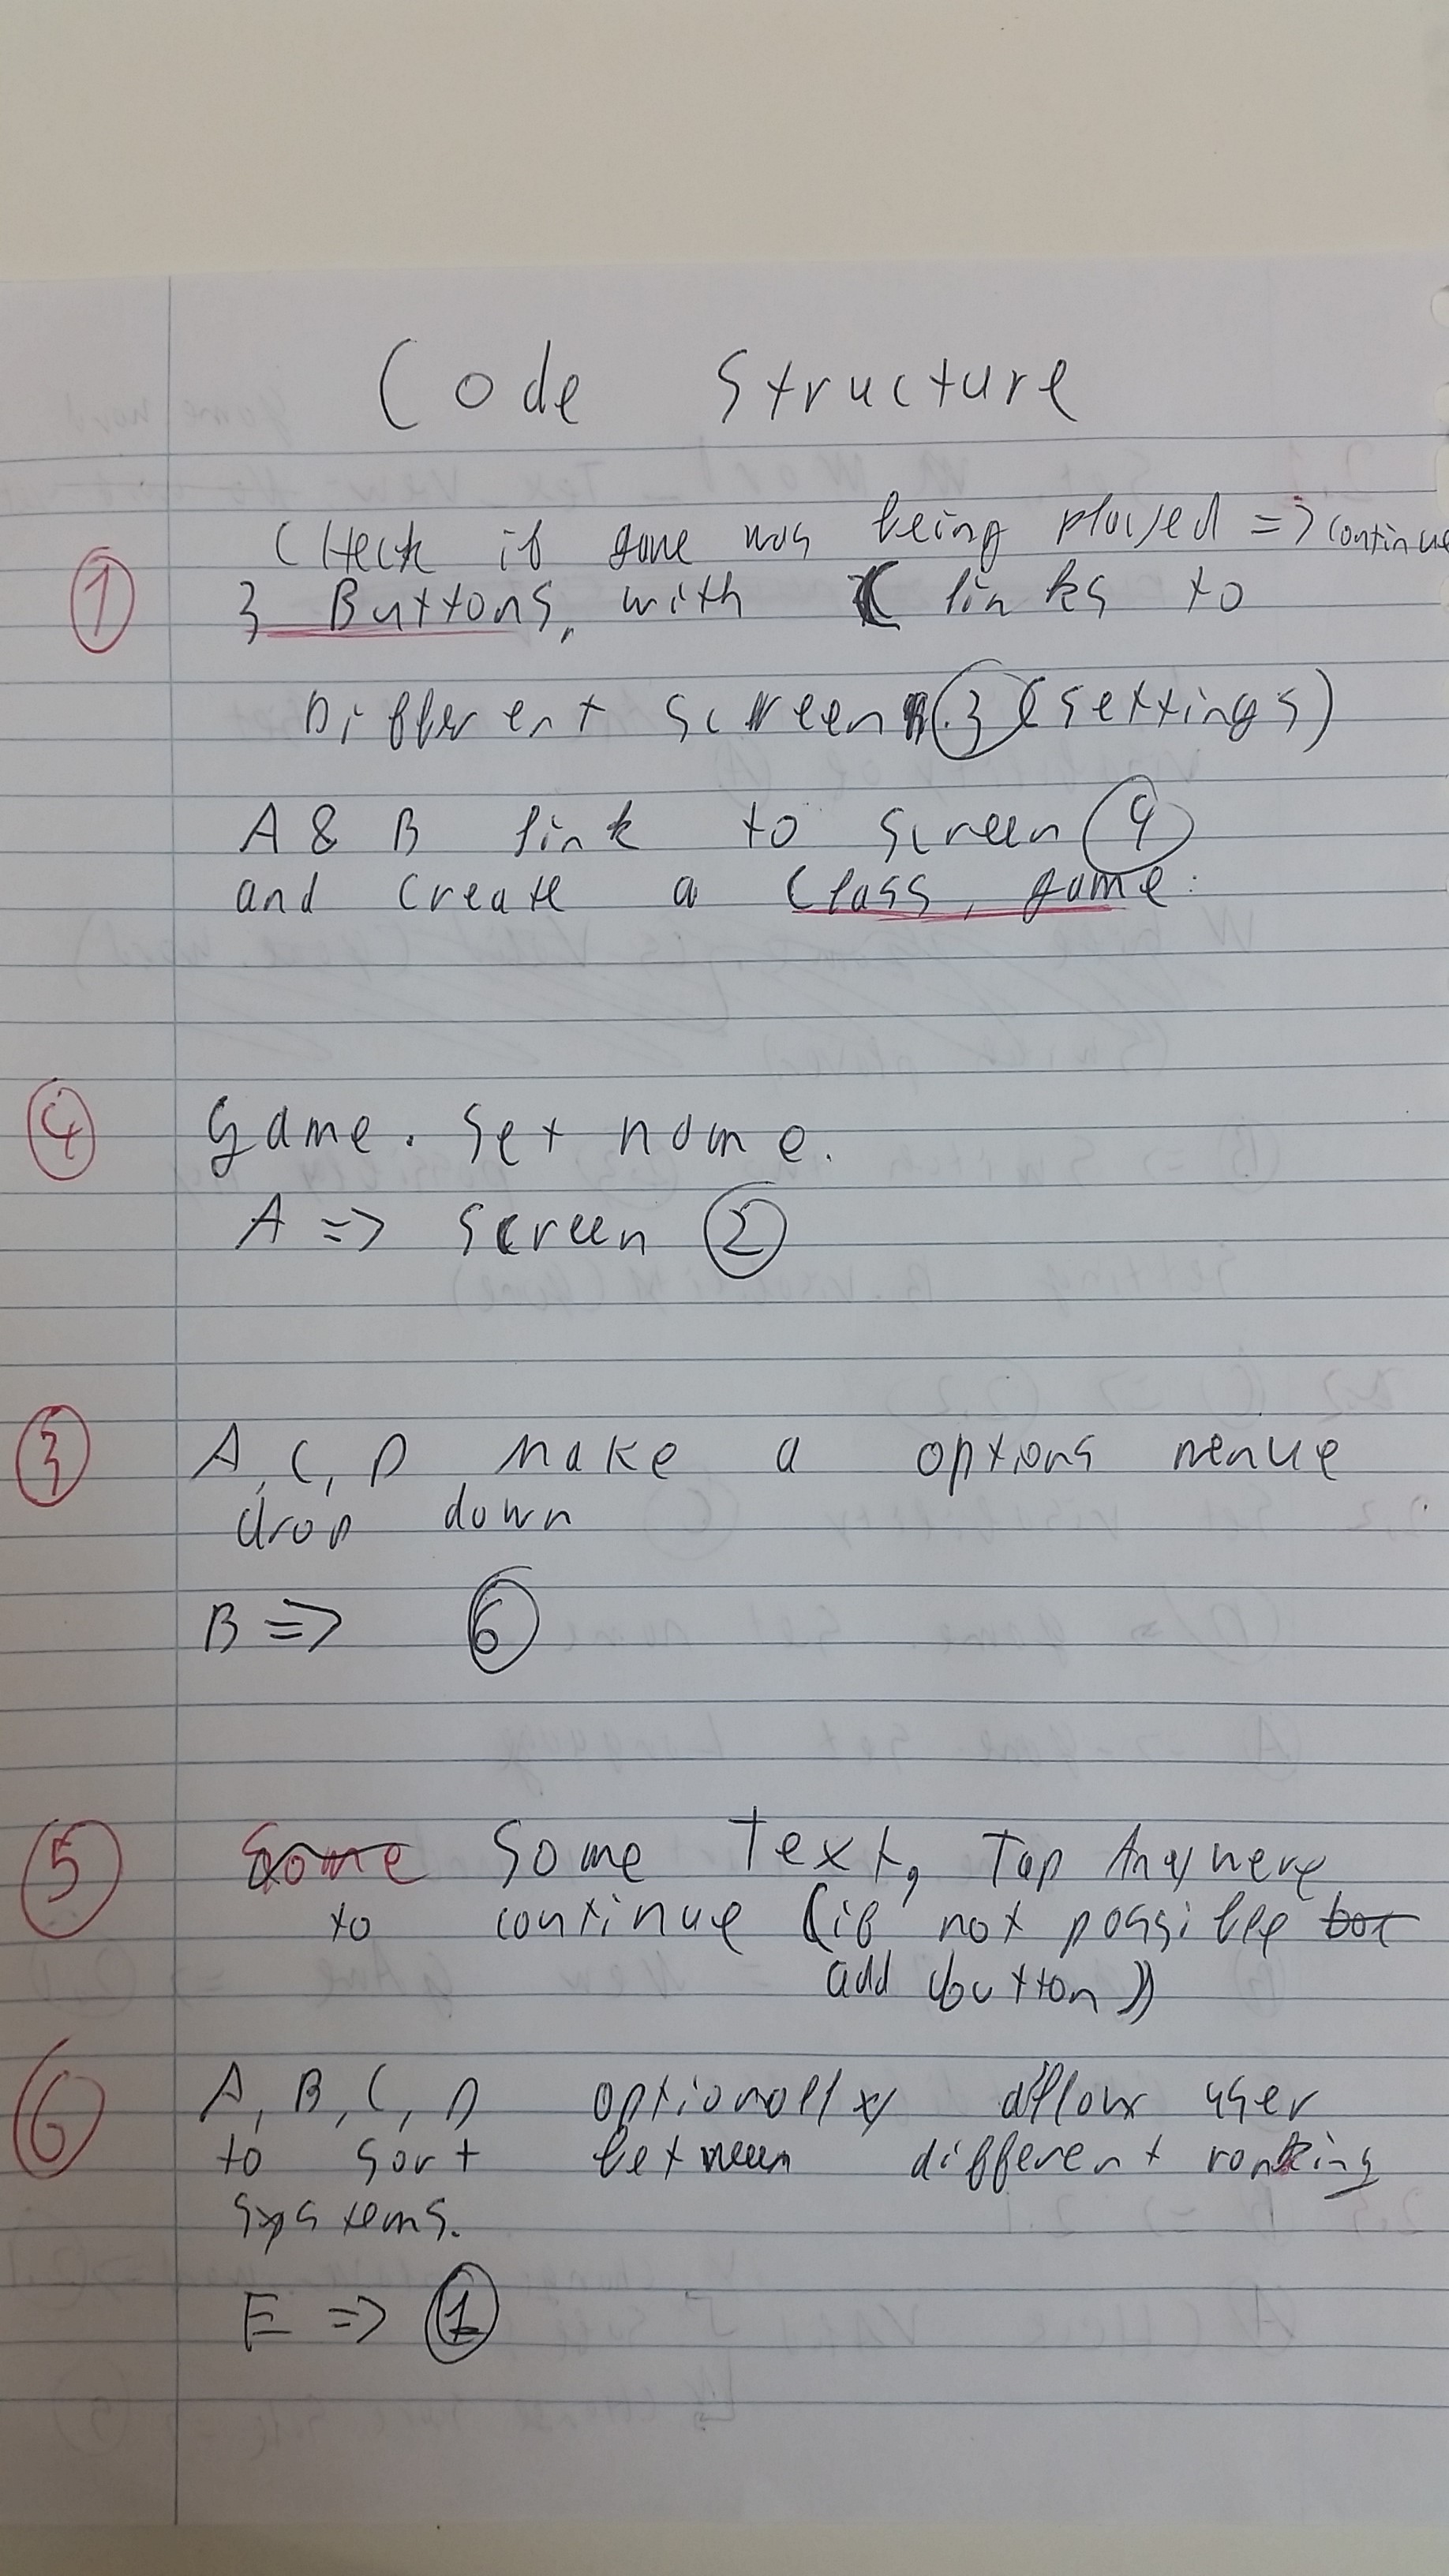 Code Structure
CHeck if game was being played => continue
① 3 Buttons, with C links to
Different screen ③ (settings)
A & B link to screen ④
and create a Class, game.
④ Game. Set name.
A => screen ②
③ A, C, D make a options menue
drop down
B => ⑥
⑤ Some Some Text, Tap Anywere
to continue (if not possible bot
add button)
⑥ A, B, C, D optionally allow user
to sort between different ranking
systems.
E => ①